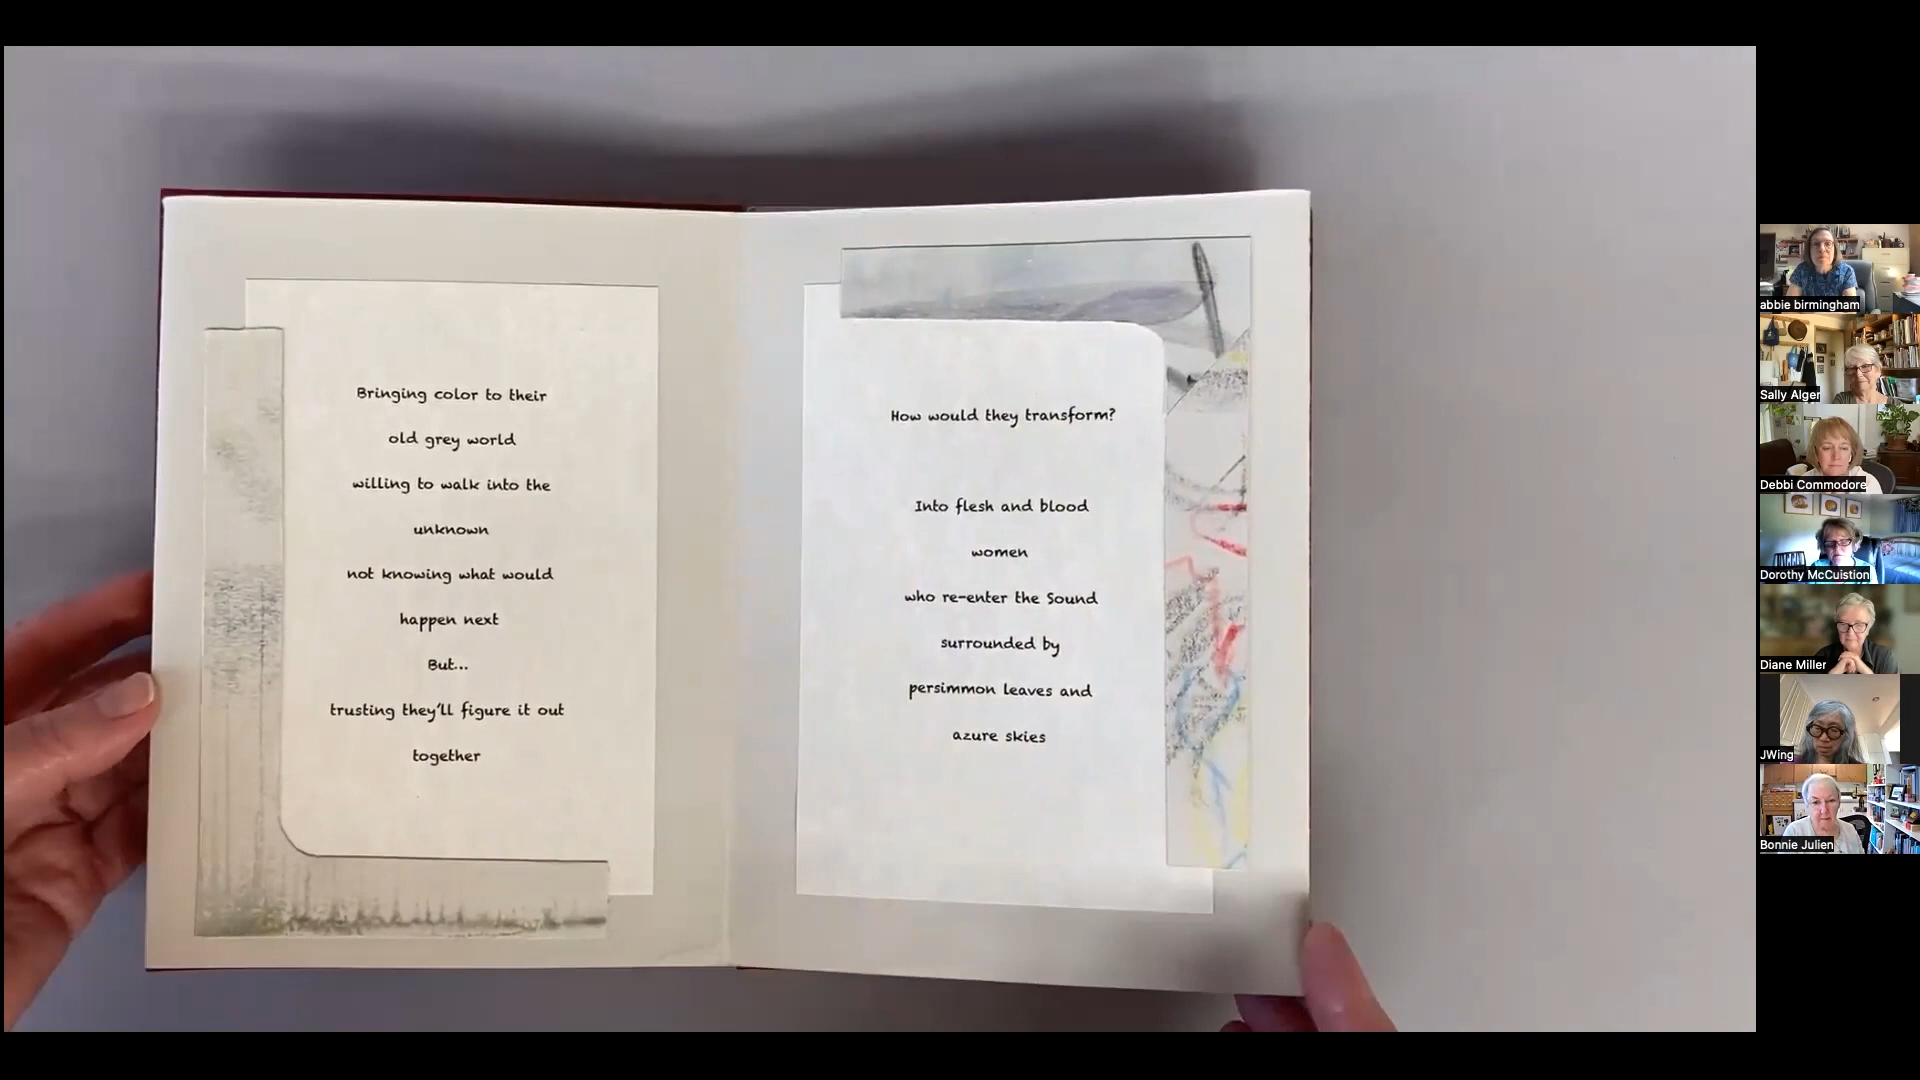 Bringing color to their
old grey world
willing to walk into the
unknown
not knowing what would
happen next
But...
trusting they'll figure it out
together
How would they transform?
Into flesh and blood
women
who re-enter the Sound
surrounded by
persimmon leaves and
azure skies
abbie birmingham
Sally Alger
Debbi Commodore
Dorothy McCuistion
Diane Miller
JWing
Bonnie Julien